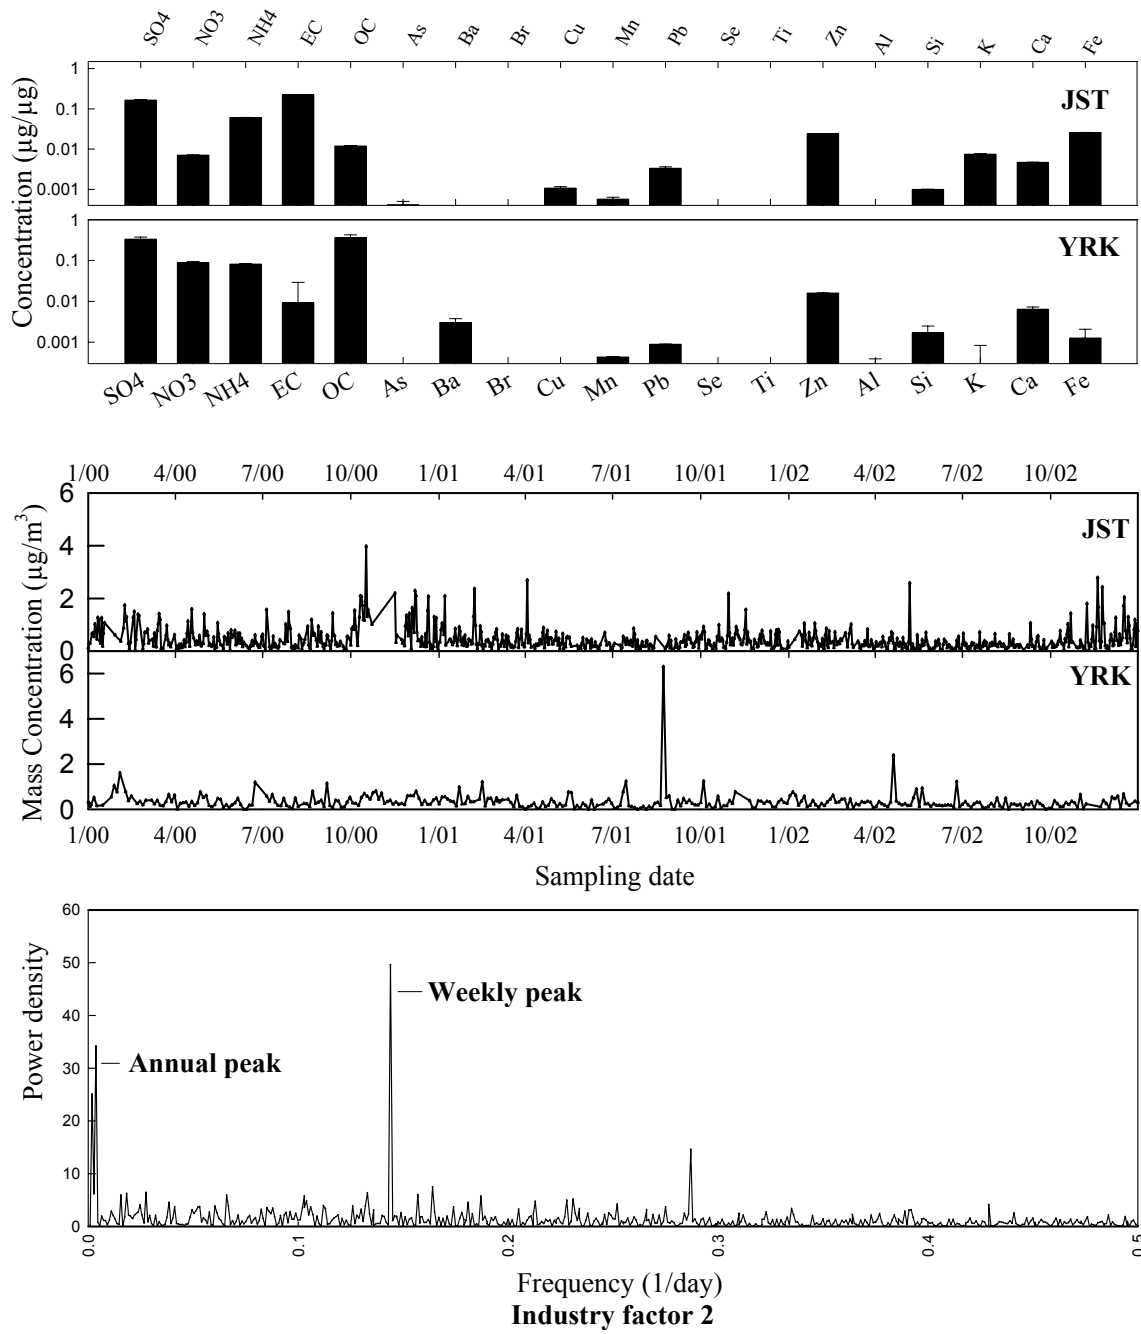 SO4 NO3 NH4 EC OC As Ba Br Cu Mn Pb Se Ti Zn Al Si K Ca Fe
Concentration (µg/µg)
1
0.1
0.01
0.001
JST
1
0.1
0.01
0.001
YRK
SO4 NO3 NH4 EC OC As Ba Br Cu Mn Pb Se Ti Zn Al Si K Ca Fe
1/00 4/00 7/00 10/00 1/01 4/01 7/01 10/01 1/02 4/02 7/02 10/02
Mass Concentration (µg/m³)
6
4
2
0
JST
6
4
2
0
YRK
1/00 4/00 7/00 10/00 1/01 4/01 7/01 10/01 1/02 4/02 7/02 10/02
Sampling date
Power density
60
50
40
30
20
10
0
Weekly peak
Annual peak
0.0 0.1 0.2 0.3 0.4 0.5
Frequency (1/day)
Industry factor 2